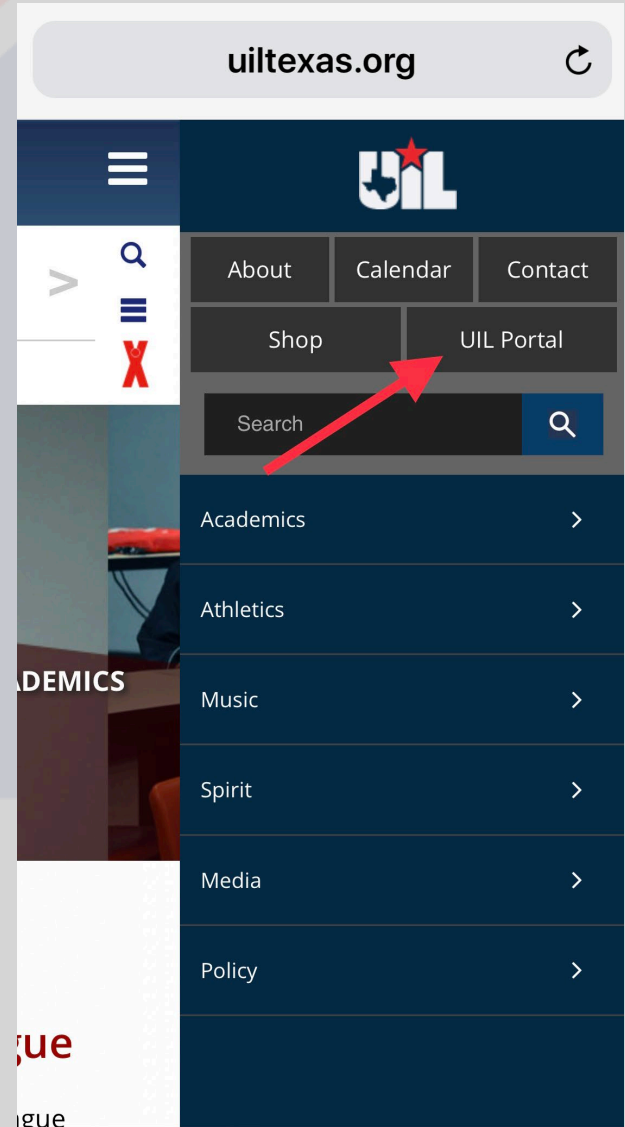 uiltexas.org
UIL
About Calendar Contact
Shop UIL Portal
Search
Academics
Athletics
ADEMICS
Music
Spirit
Media
Policy
gue
ague